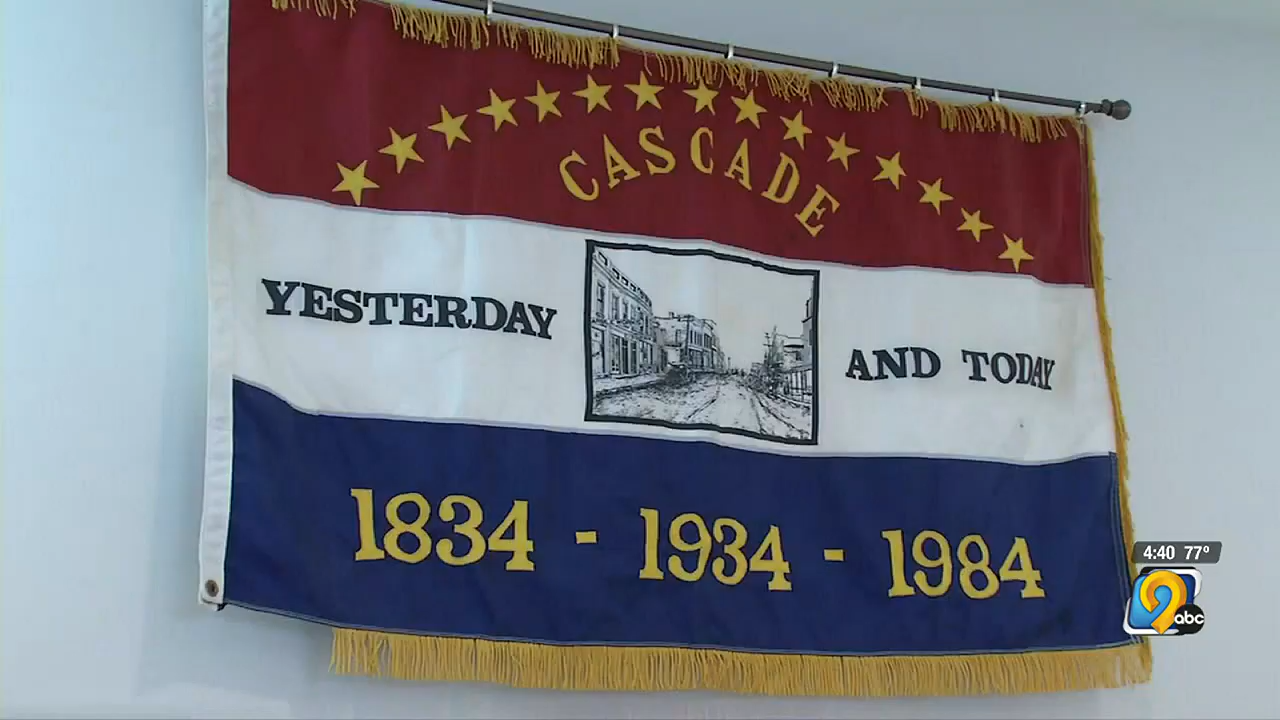 CASCADE
YESTERDAY
AND TODAY
1834 - 1934 - 1984
4:40 77°
9
abc